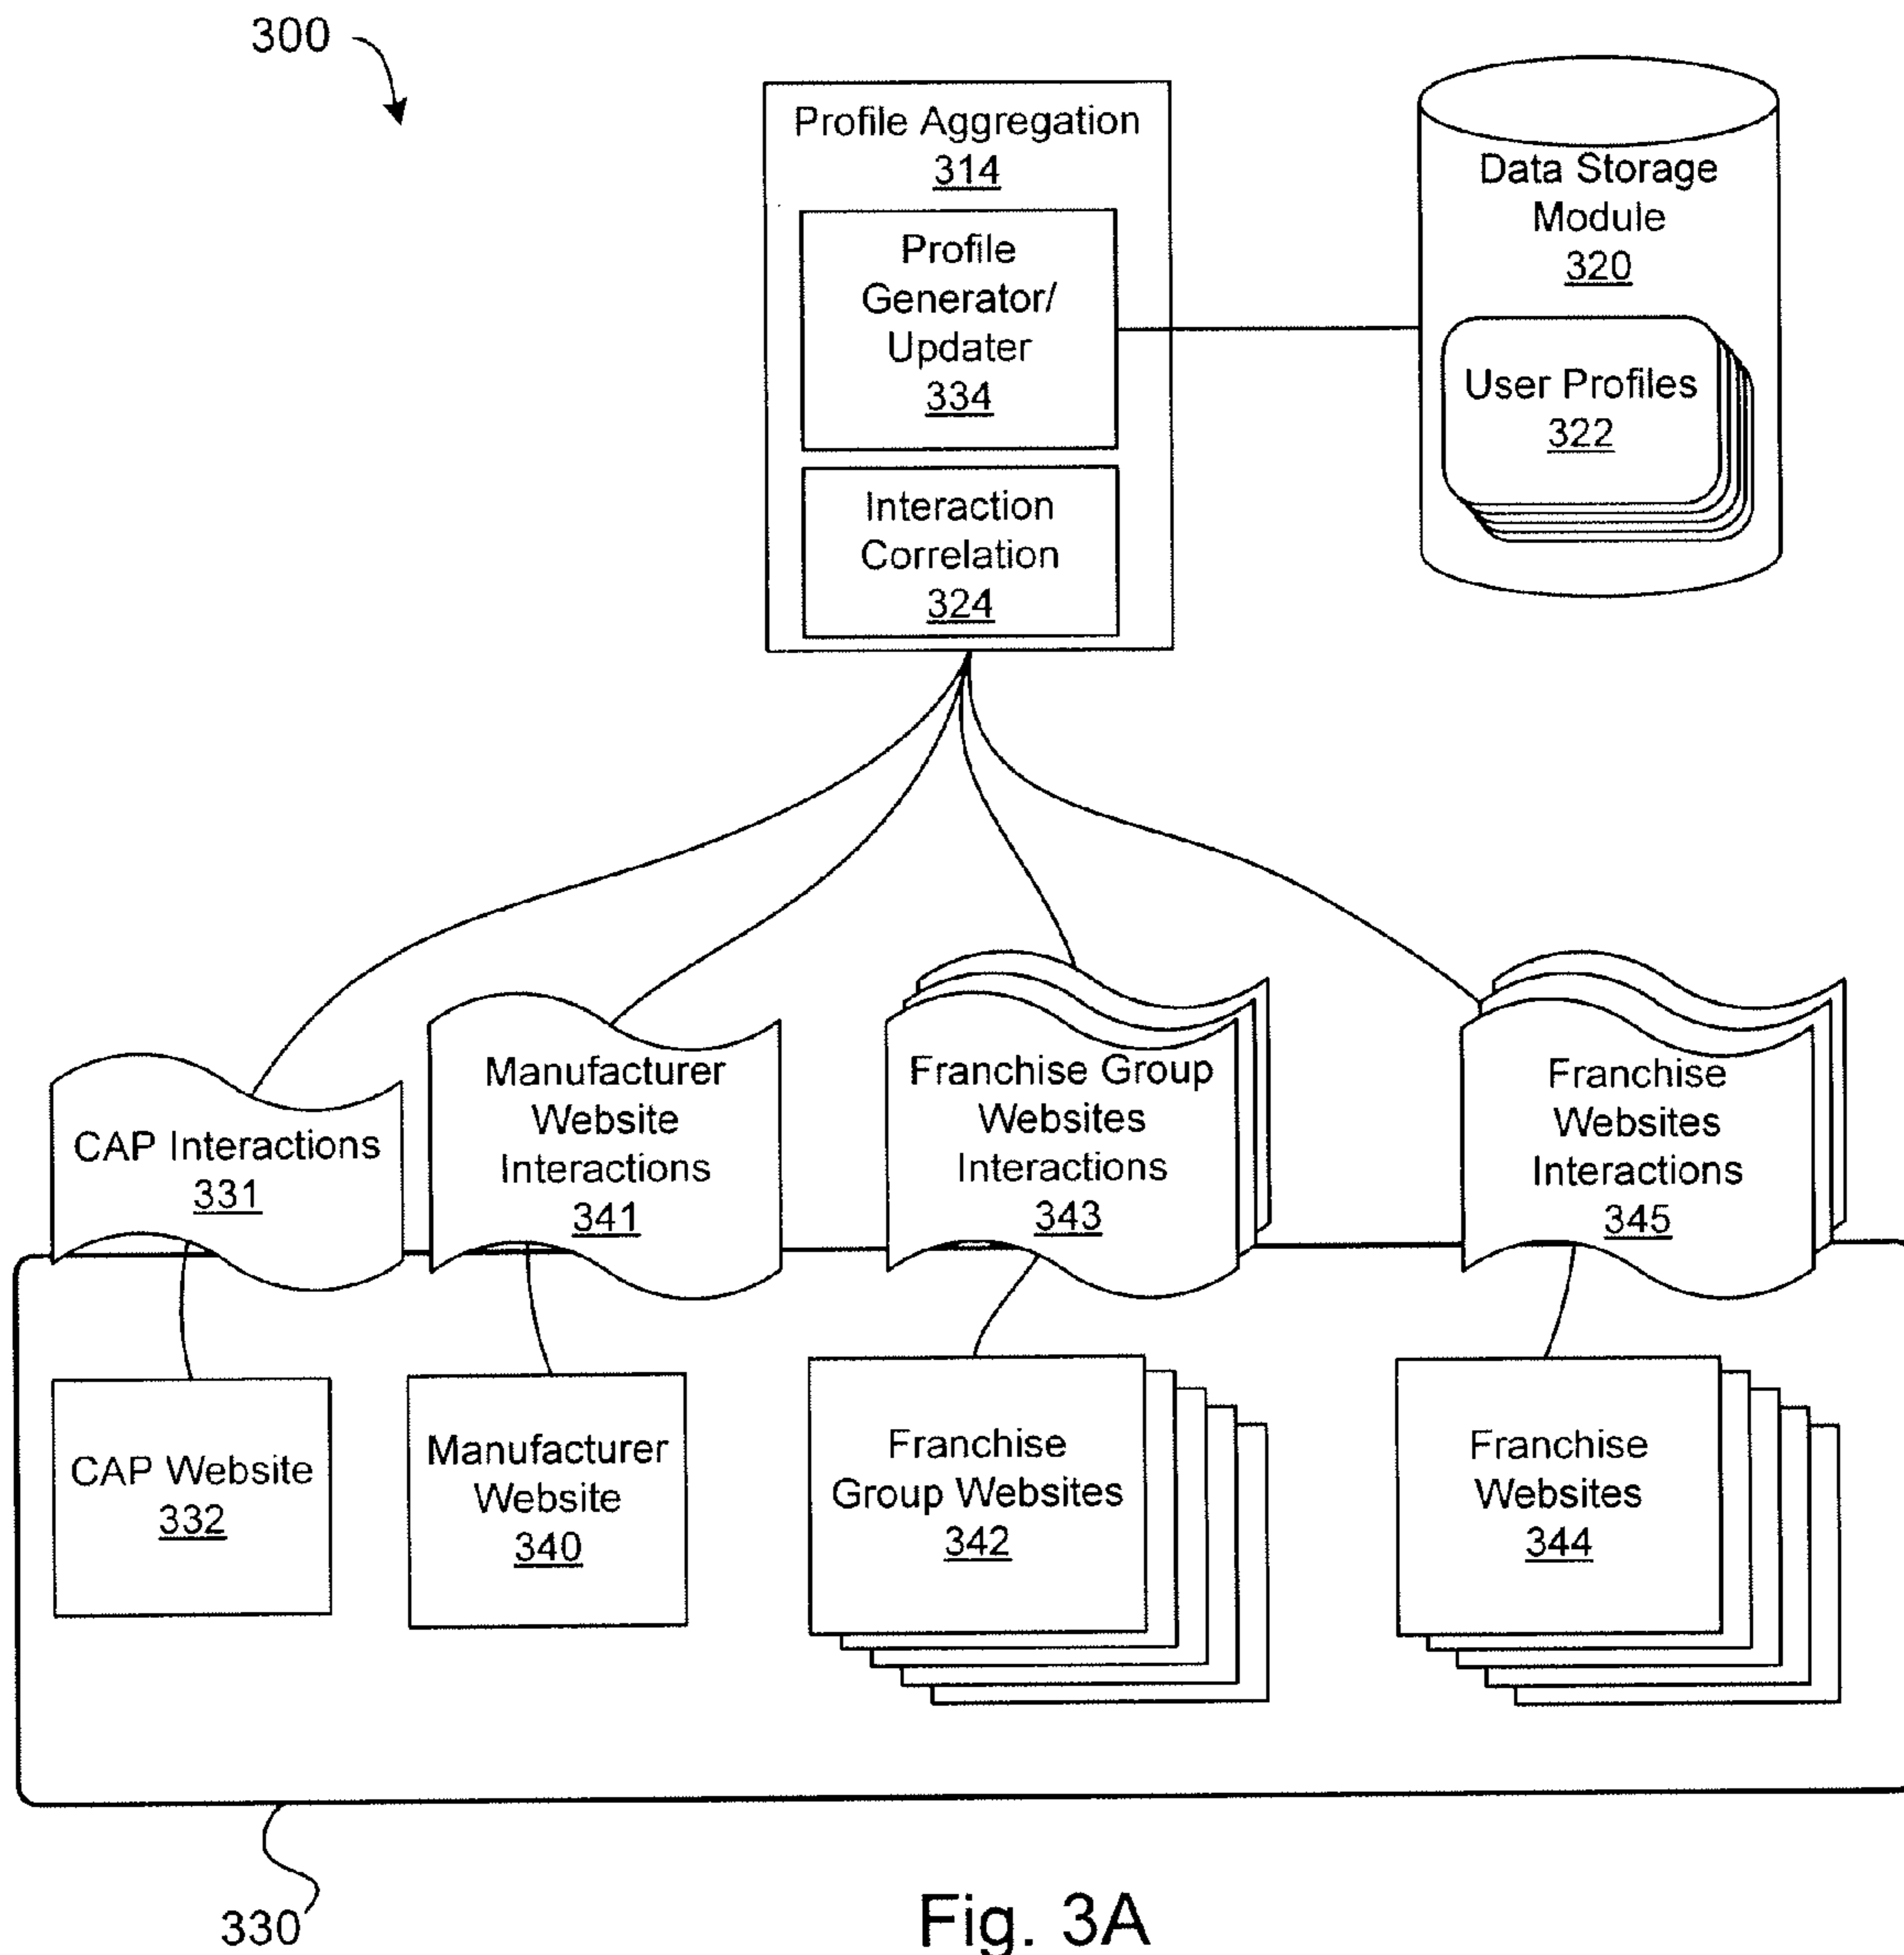 300
Profile Aggregation
314
Profile
Generator/
Updater
334
Interaction
Correlation
324
Data Storage
Module
320
User Profiles
322
CAP Interactions
331
Manufacturer
Website
Interactions
341
Franchise Group
Websites
Interactions
343
Franchise
Websites
Interactions
345
CAP Website
332
Manufacturer
Website
340
Franchise
Group Websites
342
Franchise
Websites
344
330
Fig. 3A